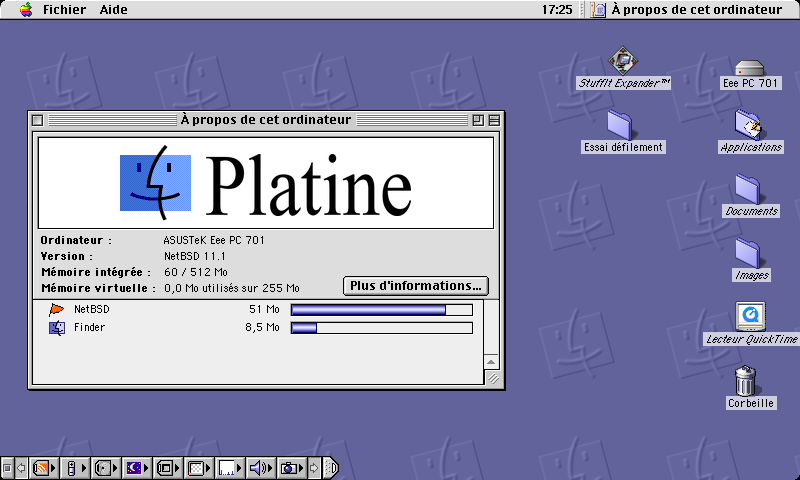 Fichier Aide 17:25 À propos de cet ordinateur
StuffIt Expander™
Eee PC 701
Essai défilement
Applications
À propos de cet ordinateur
Platine
Ordinateur : ASUSTeK Eee PC 701
Version : NetBSD 11.1
Mémoire intégrée : 60 / 512 Mo
Mémoire virtuelle : 0,0 Mo utilisés sur 255 Mo
Plus d'informations...
NetBSD 51 Mo
Finder 8,5 Mo
Documents
Images
Lecteur QuickTime
Corbeille